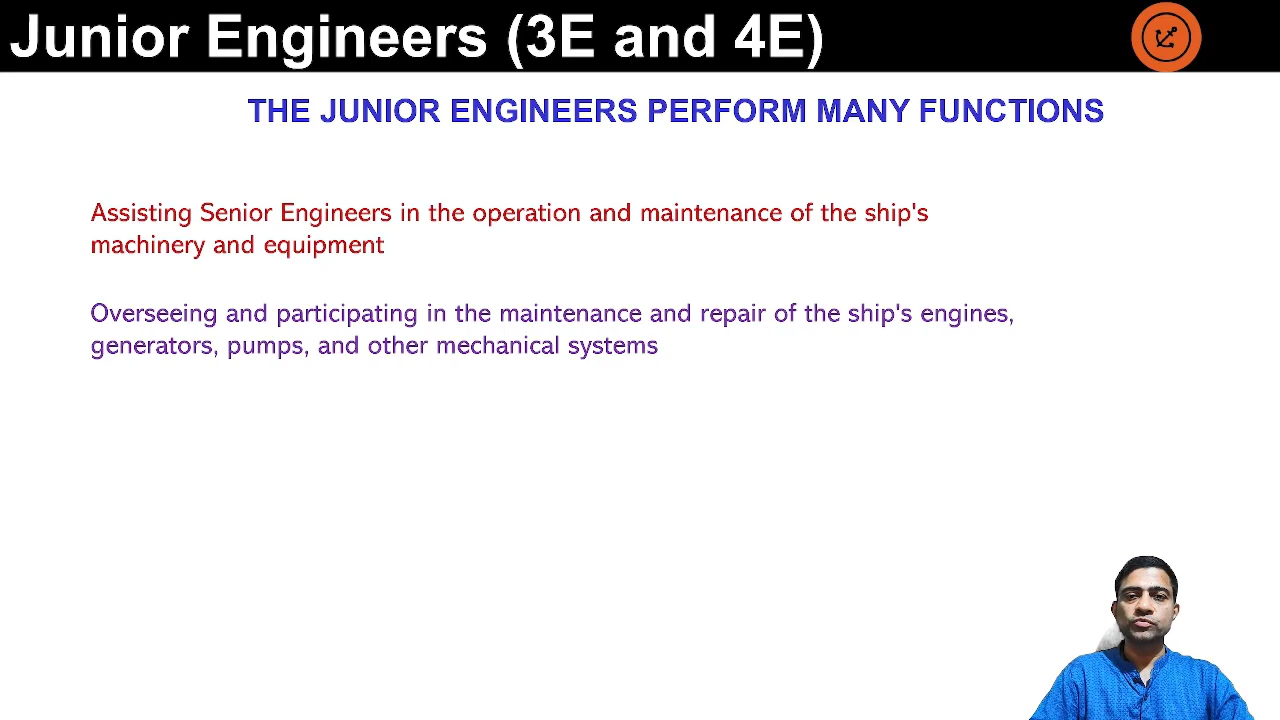 Junior Engineers (3E and 4E)
THE JUNIOR ENGINEERS PERFORM MANY FUNCTIONS
Assisting Senior Engineers in the operation and maintenance of the ship's
machinery and equipment
Overseeing and participating in the maintenance and repair of the ship's engines,
generators, pumps, and other mechanical systems